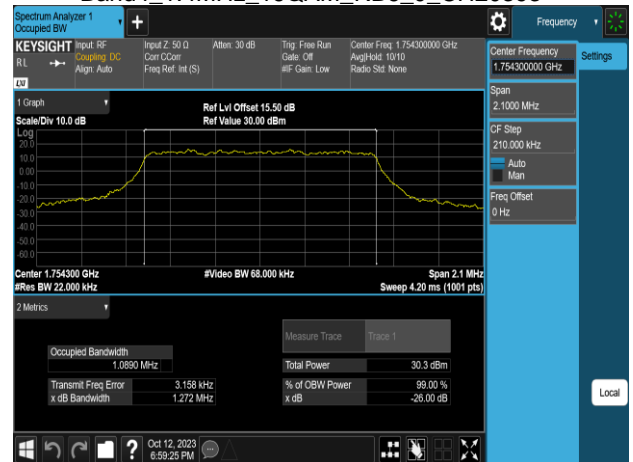 Spectrum Analyzer 1
Occupied BW
Frequency
KEYSIGHT
RL
LXI
Input: RF
Coupling: DC
Align: Auto
Input Z: 50 Ω
Corr CCorr
Freq Ref: Int (S)
Atten: 30 dB
Trig: Free Run
Gate: Off
#IF Gain: Low
Center Freq: 1.754300000 GHz
Avg|Hold: 10/10
Radio Std: None
Center Frequency
1.754300000 GHz
Settings
Span
2.1000 MHz
CF Step
210.000 kHz
Auto
Man
Freq Offset
0 Hz
1 Graph
Scale/Div 10.0 dB
Ref Lvl Offset 15.50 dB
Ref Value 30.00 dBm
Log
20.0
10.0
0.00
-10.0
-20.0
-30.0
-40.0
-50.0
-60.0
Center 1.754300 GHz
#Res BW 22.000 kHz
#Video BW 68.000 kHz
Span 2.1 MHz
Sweep 4.20 ms (1001 pts)
2 Metrics
Measure Trace
Trace 1
Occupied Bandwidth
1.0890 MHz
Total Power
30.3 dBm
Transmit Freq Error
3.158 kHz
% of OBW Power
99.00 %
x dB Bandwidth
1.272 MHz
x dB
-26.00 dB
Local
Oct 12, 2023
6:59:25 PM